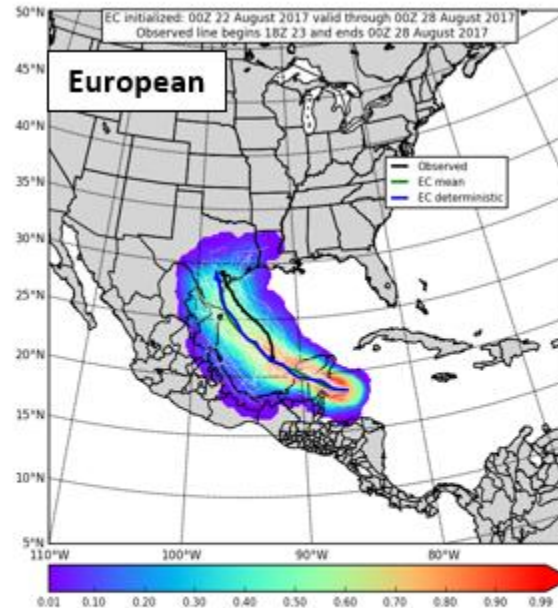 EC initialized: 00Z 22 August 2017 valid through 00Z 28 August 2017
Observed line begins 18Z 23 and ends 00Z 28 August 2017
European
Observed
EC mean
EC deterministic
50°N
45°N
40°N
35°N
30°N
25°N
20°N
15°N
10°N
5°N
110°W 100°W 90°W 80°W
0.01 0.10 0.20 0.30 0.40 0.50 0.60 0.70 0.80 0.90 0.99